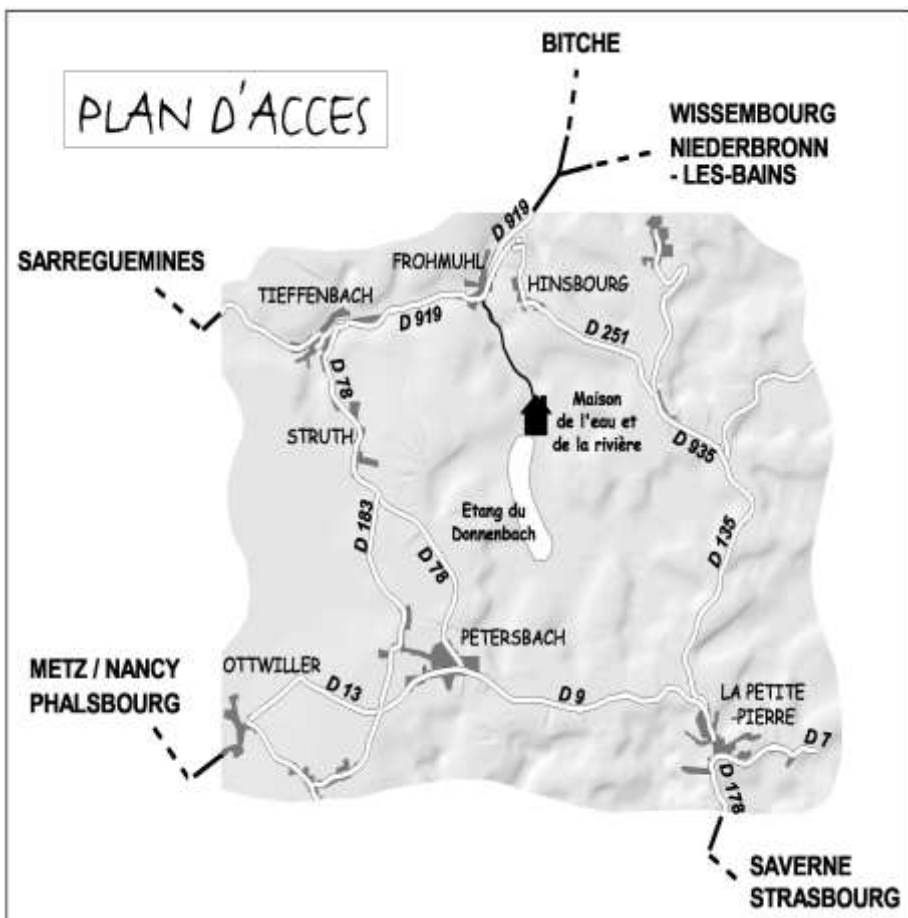 PLAN D'ACCES
BITCHE
WISSEMBOURG
NIEDERBRONN
- LES-BAINS
D 919
SARREGUEMINES
FROHMUHL
HINSBOURG
TIEFFENBACH
D 919
D 251
D 78
Maison
de l'eau et
de la rivière
STRUTH
D 935
Etang du
Donnenbach
D 183
D 135
D 78
PETERSBACH
METZ / NANCY
PHALSBOURG
OTTWILLER
D 13
D 9
LA PETITE
-PIERRE
D 7
D 178
SAVERNE
STRASBOURG